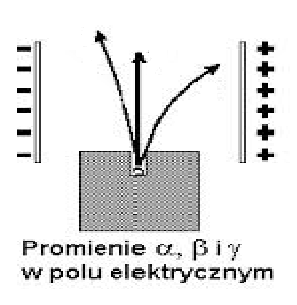 Promienie α, β i γ
w polu elektrycznym